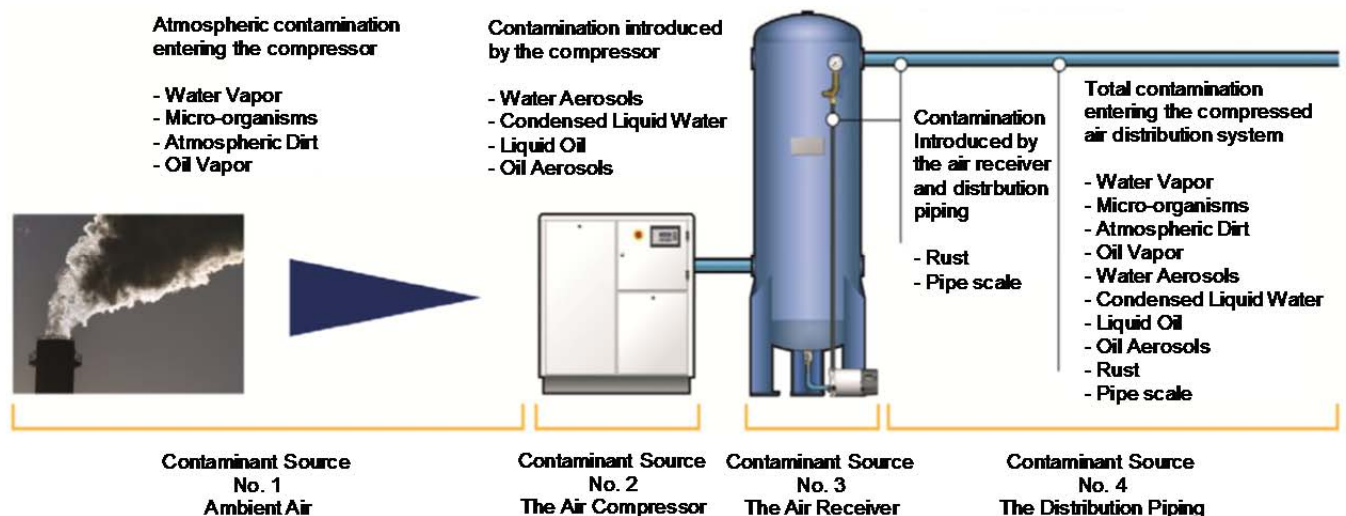 Atmospheric contamination
entering the compressor
- Water Vapor
- Micro-organisms
- Atmospheric Dirt
- Oil Vapor
Contamination introduced
by the compressor
- Water Aerosols
- Condensed Liquid Water
- Liquid Oil
- Oil Aerosols
Contamination
Introduced by
the air receiver
and distrbution
piping
- Rust
- Pipe scale
Total contamination
entering the compressed
air distribution system
- Water Vapor
- Micro-organisms
- Atmospheric Dirt
- Oil Vapor
- Water Aerosols
- Condensed Liquid Water
- Liquid Oil
- Oil Aerosols
- Rust
- Pipe scale
Contaminant Source
No. 1
Ambient Air
Contaminant Source
No. 2
The Air Compressor
Contaminant Source
No. 3
The Air Receiver
Contaminant Source
No. 4
The Distribution Piping